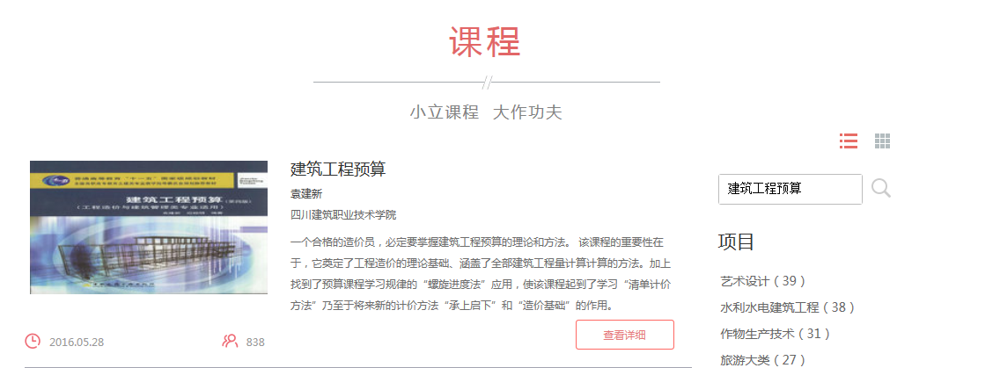 课程
小立课程 大作功夫
建筑工程预算
袁建新
四川建筑职业技术学院
一个合格的造价员，必定要掌握建筑工程预算的理论和方法。 该课程的重要性在
于，它奠定了工程造价的理论基础、涵盖了全部建筑工程量计算计算的方法。加上
找到了预算课程学习规律的“螺旋进度法”应用，使该课程起到了学习“清单计价
方法”乃至于将来新的计价方法“承上启下”和“造价基础”的作用。
查看详细
普通高等教育“十一五”国家级规划教材
建筑工程预算（第四版）
（工程造价与建筑管理类专业适用）
2016.05.28
838
建筑工程预算
项目
艺术设计（39）
水利水电建筑工程（38）
作物生产技术（31）
旅游大类（27）